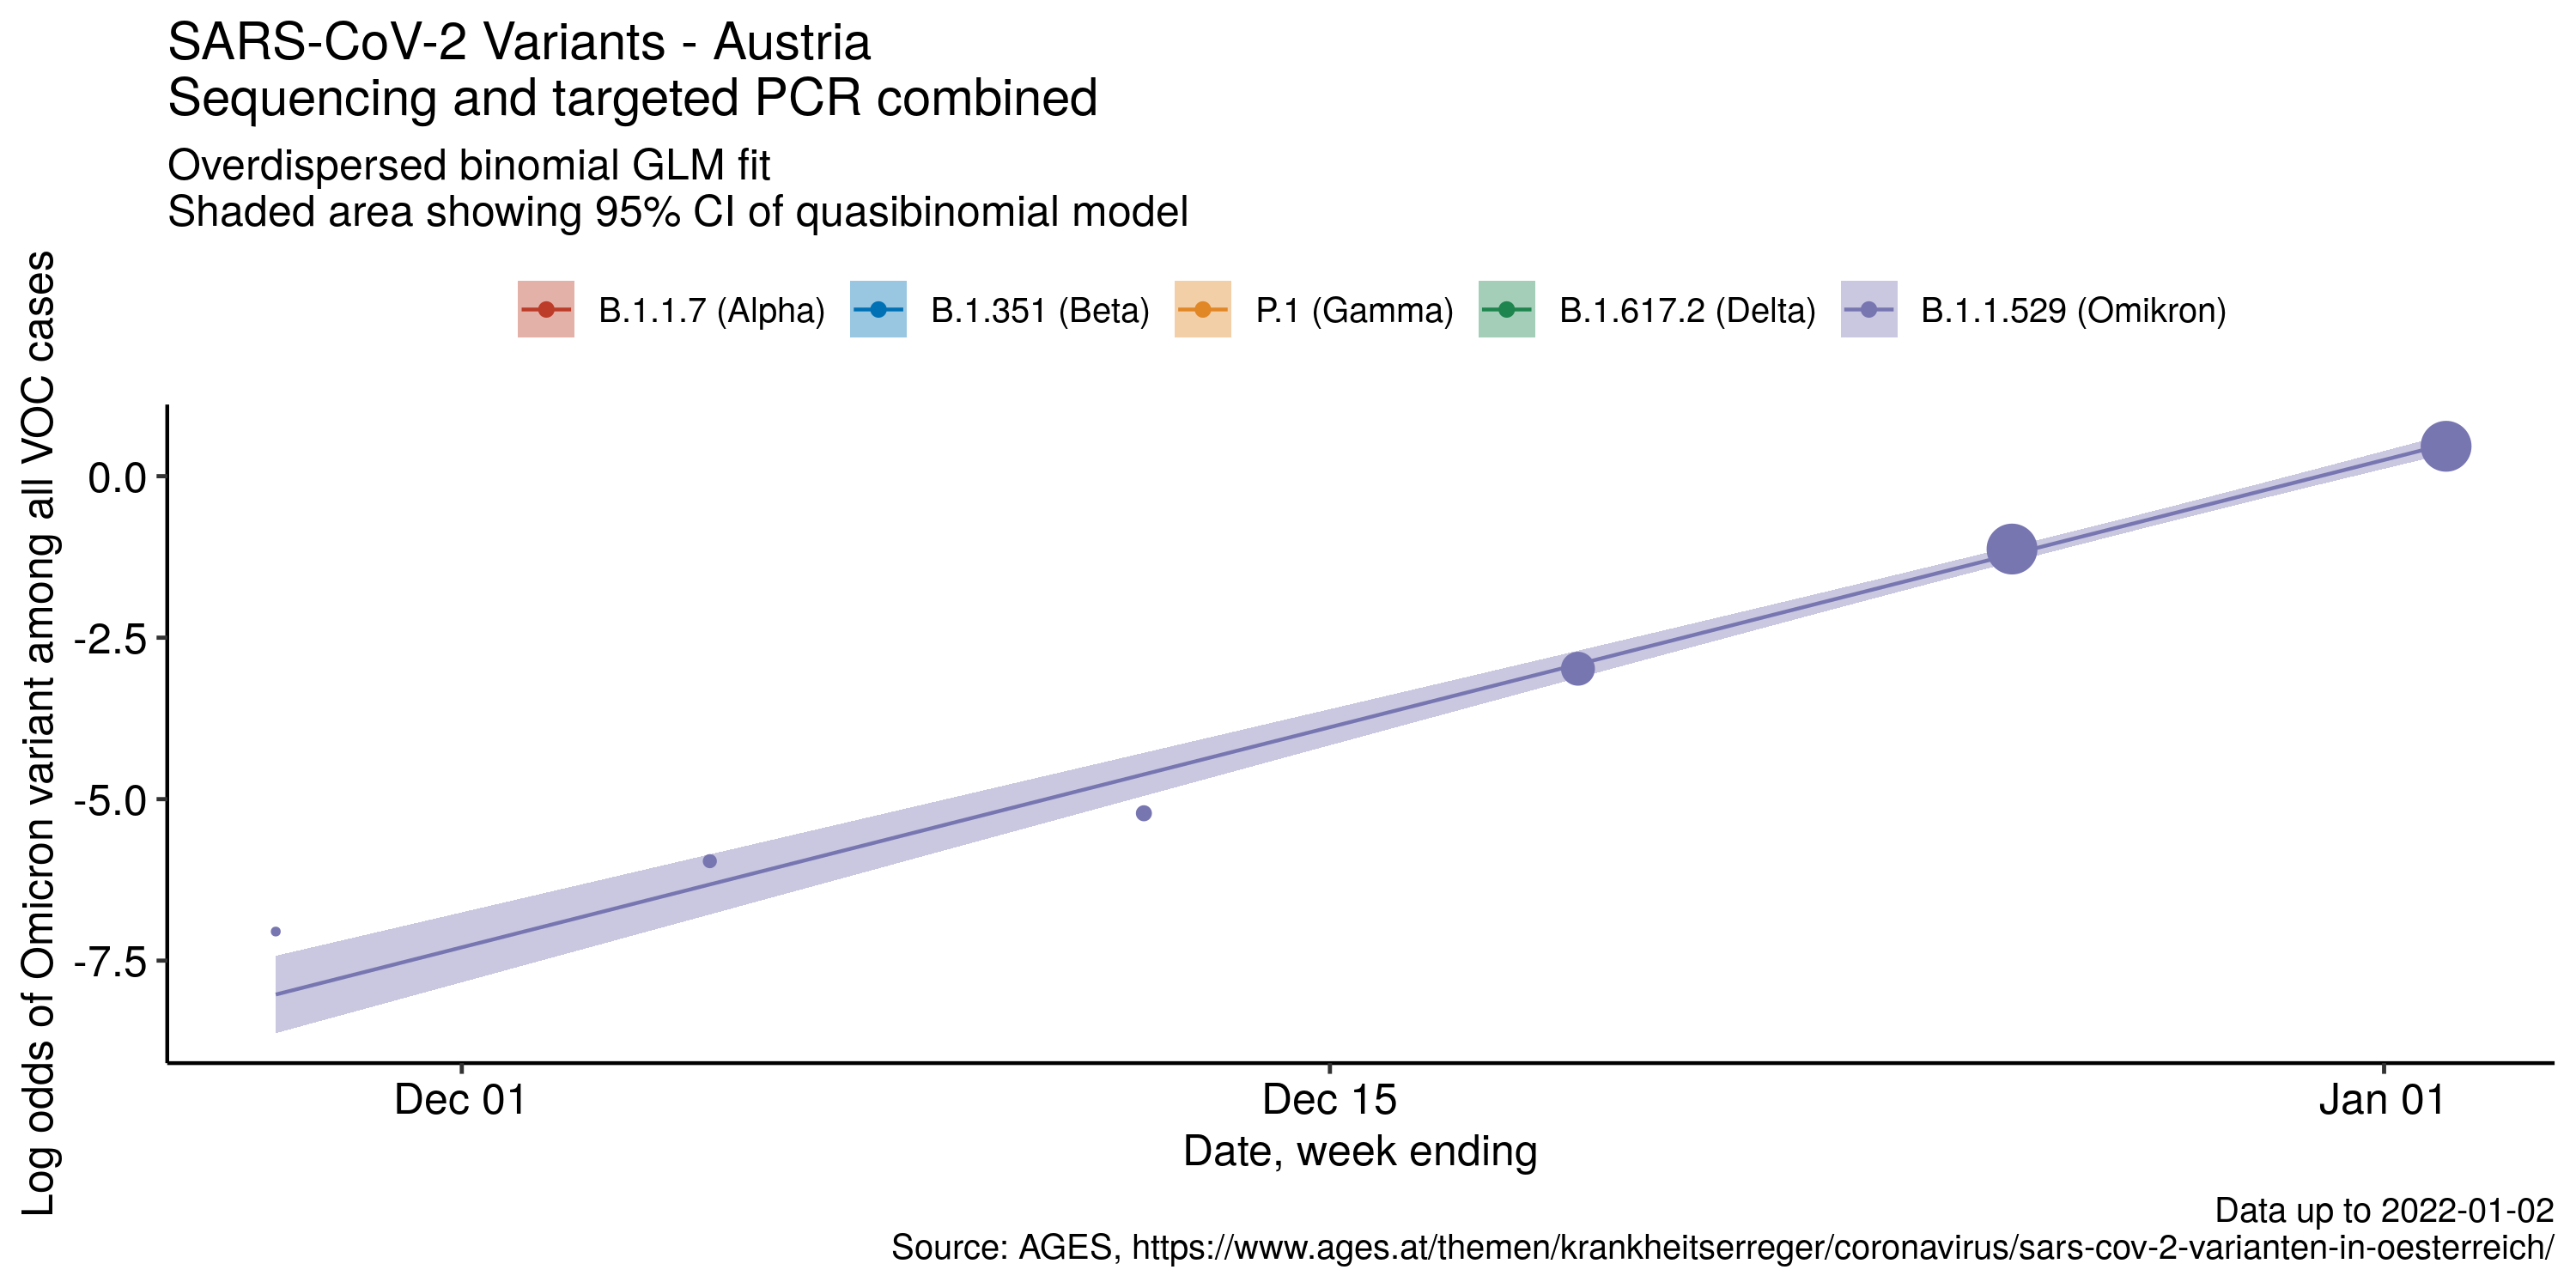 SARS-CoV-2 Variants - Austria
Sequencing and targeted PCR combined
Overdispersed binomial GLM fit
Shaded area showing 95% CI of quasibinomial model
B.1.1.7 (Alpha)
B.1.351 (Beta)
P.1 (Gamma)
B.1.617.2 (Delta)
B.1.1.529 (Omikron)
Log odds of Omicron variant among all VOC cases
0.0
-2.5
-5.0
-7.5
Dec 01
Dec 15
Jan 01
Date, week ending
Data up to 2022-01-02
Source: AGES, https://www.ages.at/themen/krankheitserreger/coronavirus/sars-cov-2-varianten-in-oesterreich/